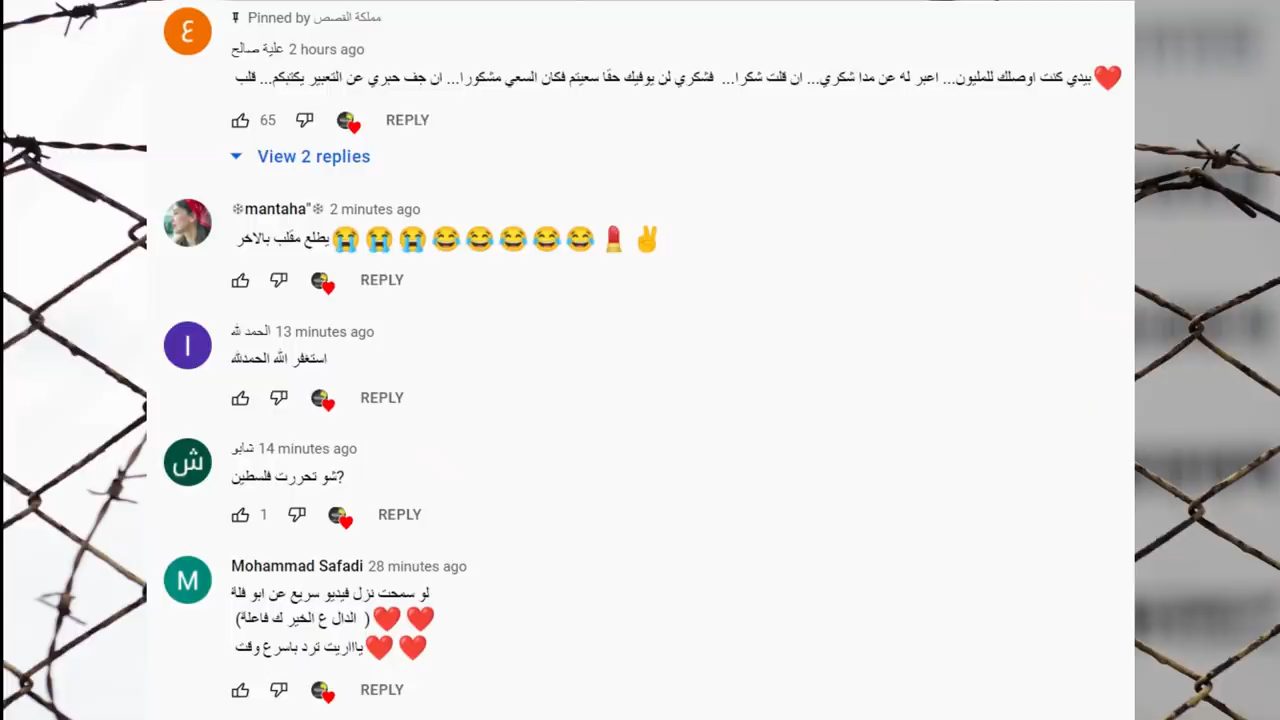 Pinned by مملكة القصص
علية صالح 2 hours ago
بيدي كنت اوصلك للمليون... اعبر له عن مدا شكري... ان قلت شكرا... فشكري لن يوفيك حقا سعيتم فكان السعي مشكورا... ان جف حبري عن التعبير يكتبكم... قلب ❤️
65 REPLY
View 2 replies
❄mantaha"❄ 2 minutes ago
يطلع مقلب بالاخر 😭😭😭😂😂😂😂😂💄✌️
REPLY
الحمد لله 13 minutes ago
استغفر الله الحمدلله
REPLY
شابو 14 minutes ago
شو تحررت فلسطين?
1 REPLY
Mohammad Safadi 28 minutes ago
لو سمحت نزل فيديو سريع عن ابو فلة
( الدال ع الخير ك فاعلة) ❤️❤️
ياااريت ترد باسرع وقت ❤️❤️
REPLY